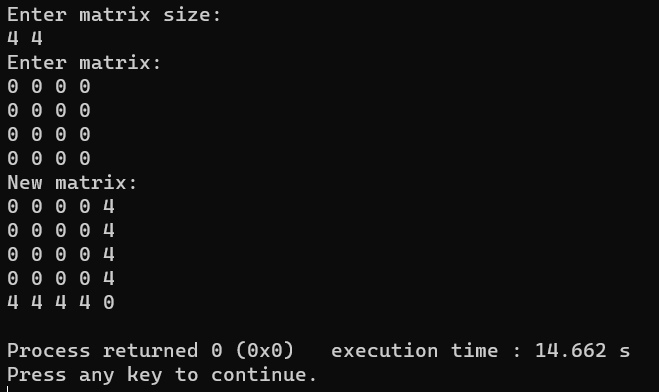 Enter matrix size:
4 4
Enter matrix:
0 0 0 0
0 0 0 0
0 0 0 0
0 0 0 0
New matrix:
0 0 0 0 4
0 0 0 0 4
0 0 0 0 4
0 0 0 0 4
4 4 4 4 0

Process returned 0 (0x0)   execution time : 14.662 s
Press any key to continue.